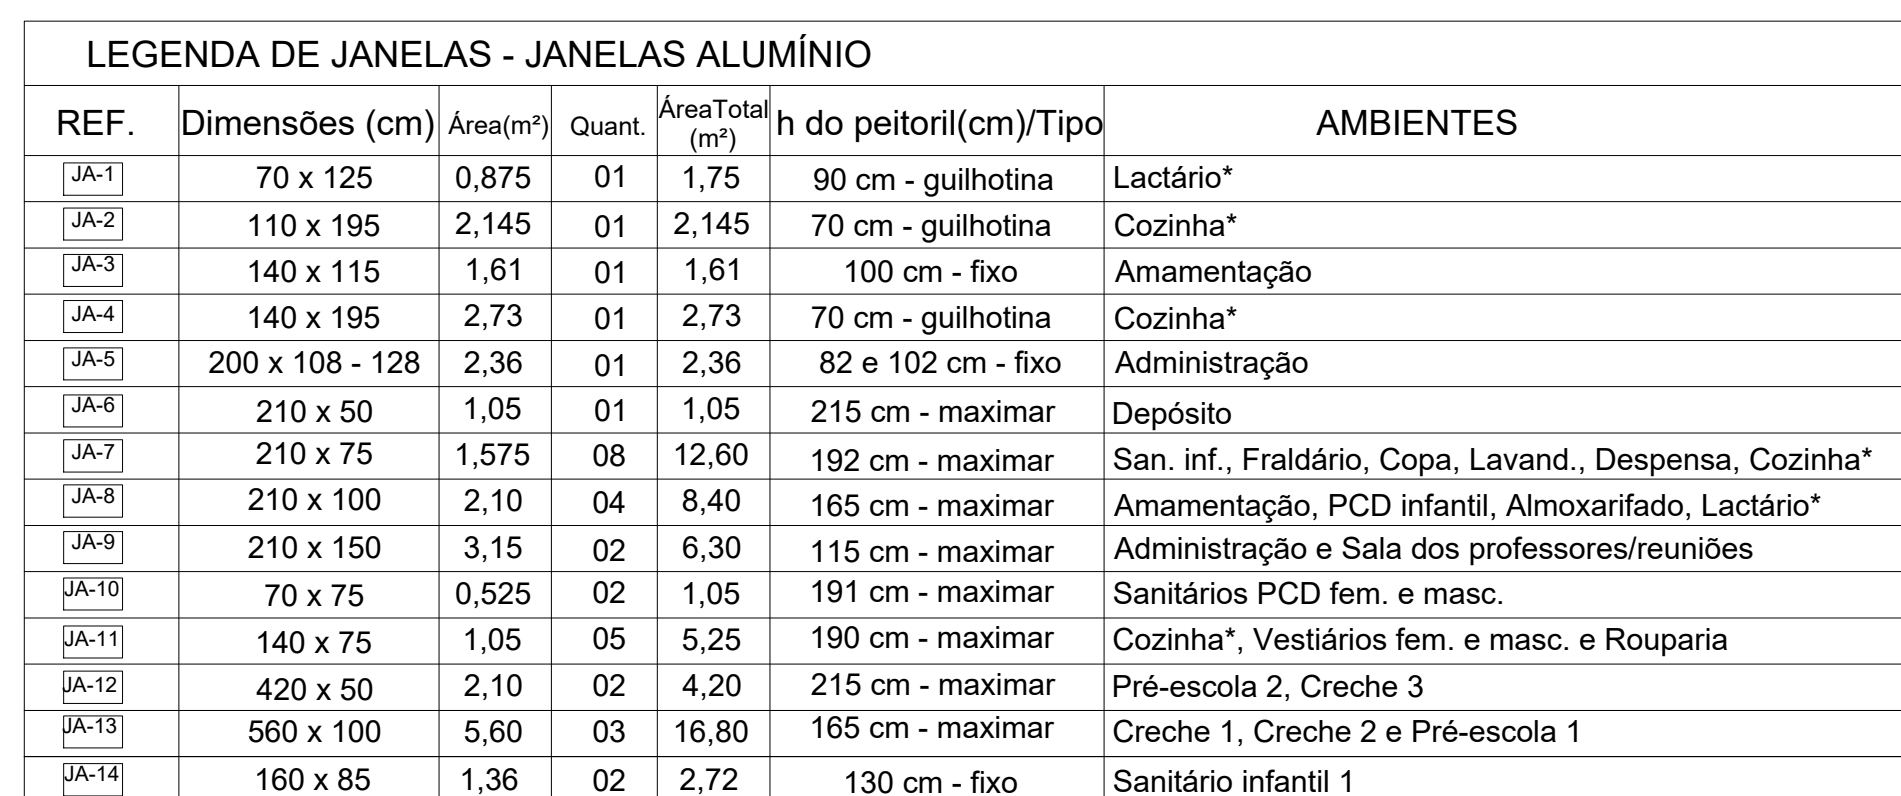 LEGENDA DE JANELAS - JANELAS ALUMÍNIO
REF. Dimensões (cm) Área(m²) Quant. ÁreaTotal (m²) h do peitoril(cm)/Tipo AMBIENTES
JA-1 70 x 125 0,875 01 1,75 90 cm - guilhotina Lactário*
JA-2 110 x 195 2,145 01 2,145 70 cm - guilhotina Cozinha*
JA-3 140 x 115 1,61 01 1,61 100 cm - fixo Amamentação
JA-4 140 x 195 2,73 01 2,73 70 cm - guilhotina Cozinha*
JA-5 200 x 108 - 128 2,36 01 2,36 82 e 102 cm - fixo Administração
JA-6 210 x 50 1,05 01 1,05 215 cm - maximar Depósito
JA-7 210 x 75 1,575 08 12,60 192 cm - maximar San. inf., Fraldário, Copa, Lavand., Despensa, Cozinha*
JA-8 210 x 100 2,10 04 8,40 165 cm - maximar Amamentação, PCD infantil, Almoxarifado, Lactário*
JA-9 210 x 150 3,15 02 6,30 115 cm - maximar Administração e Sala dos professores/reuniões
JA-10 70 x 75 0,525 02 1,05 191 cm - maximar Sanitários PCD fem. e masc.
JA-11 140 x 75 1,05 05 5,25 190 cm - maximar Cozinha*, Vestiários fem. e masc. e Rouparia
JA-12 420 x 50 2,10 02 4,20 215 cm - maximar Pré-escola 2, Creche 3
JA-13 560 x 100 5,60 03 16,80 165 cm - maximar Creche 1, Creche 2 e Pré-escola 1
JA-14 160 x 85 1,36 02 2,72 130 cm - fixo Sanitário infantil 1